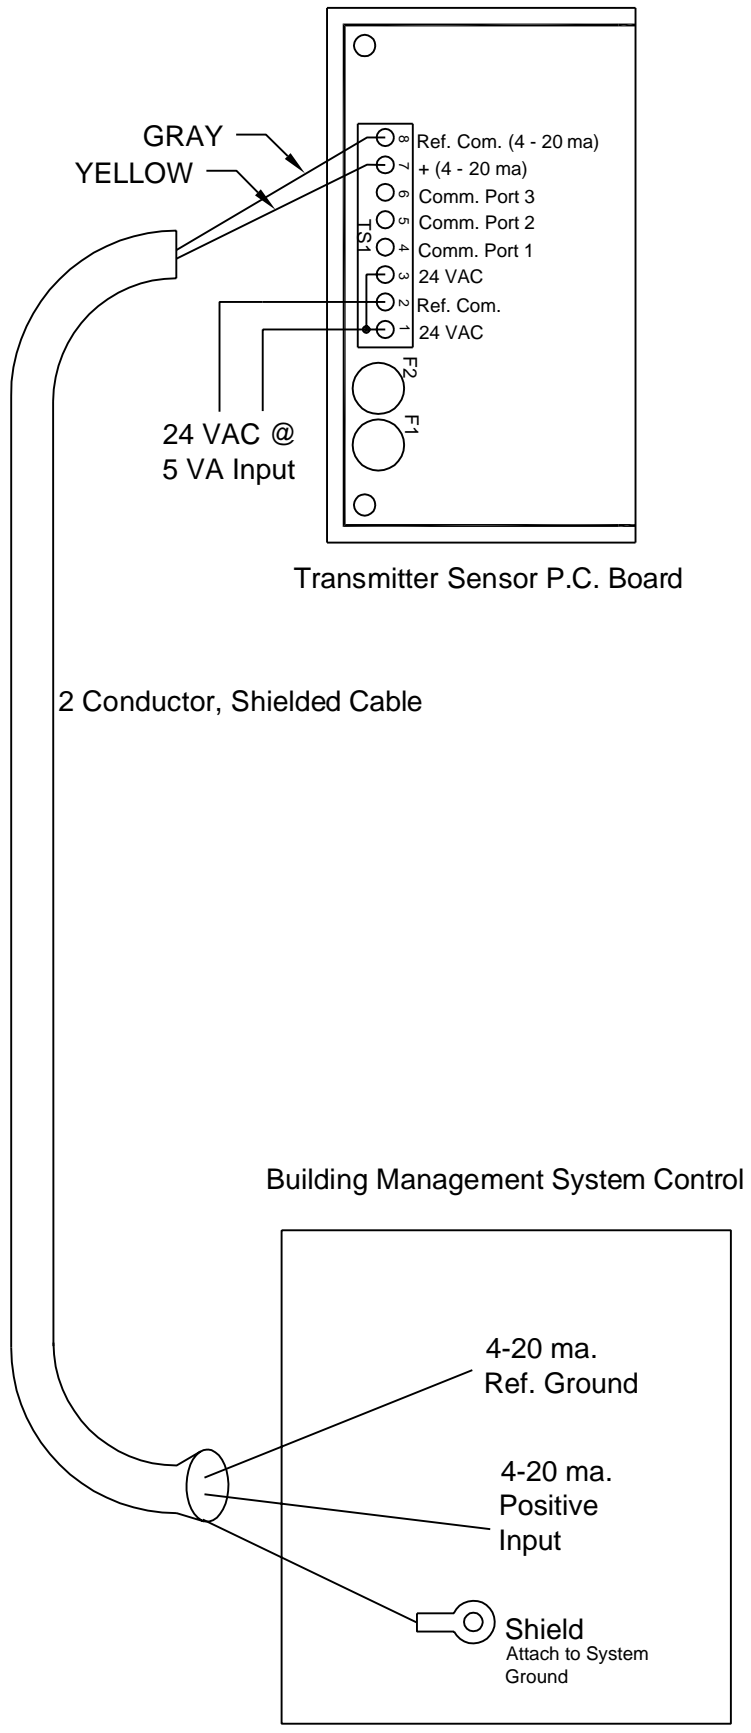 GRAY
YELLOW
8 Ref. Com. (4 - 20 ma)
7 + (4 - 20 ma)
6 Comm. Port 3
5 Comm. Port 2
4 Comm. Port 1
3 24 VAC
2 Ref. Com.
1 24 VAC
TS1
F2
F1
24 VAC @
5 VA Input
Transmitter Sensor P.C. Board
2 Conductor, Shielded Cable
Building Management System Control
4-20 ma.
Ref. Ground
4-20 ma.
Positive
Input
Shield
Attach to System
Ground